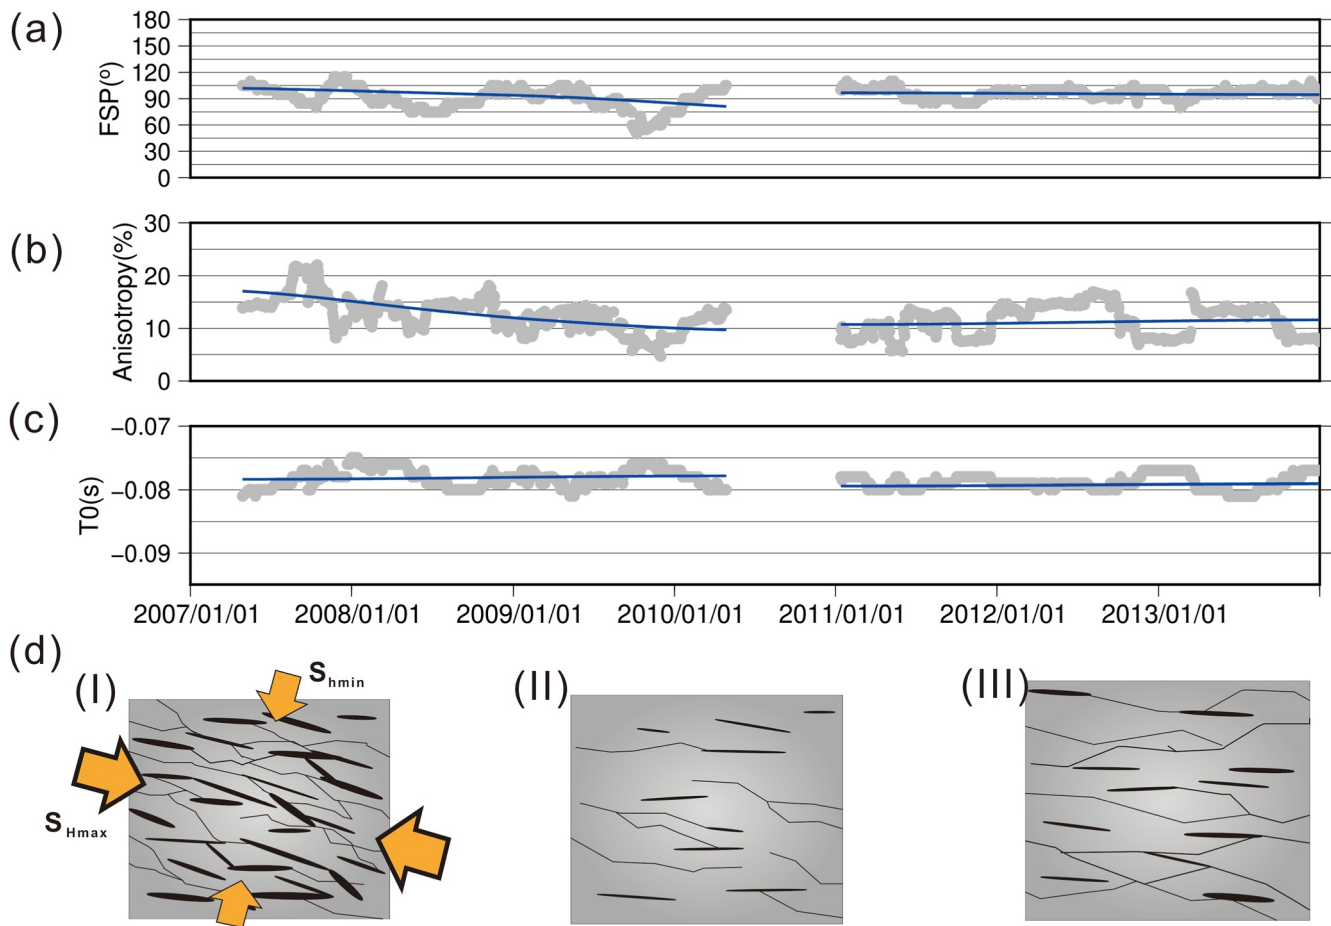 (a)
FSP(°)
180
150
120
90
60
30
0
(b)
Anisotropy(%)
30
20
10
0
(c)
T0(s)
−0.07
−0.08
−0.09
2007/01/01 2008/01/01 2009/01/01 2010/01/01 2011/01/01 2012/01/01 2013/01/01
(d)
(I)
Shmin
SHmax
(II)
(III)